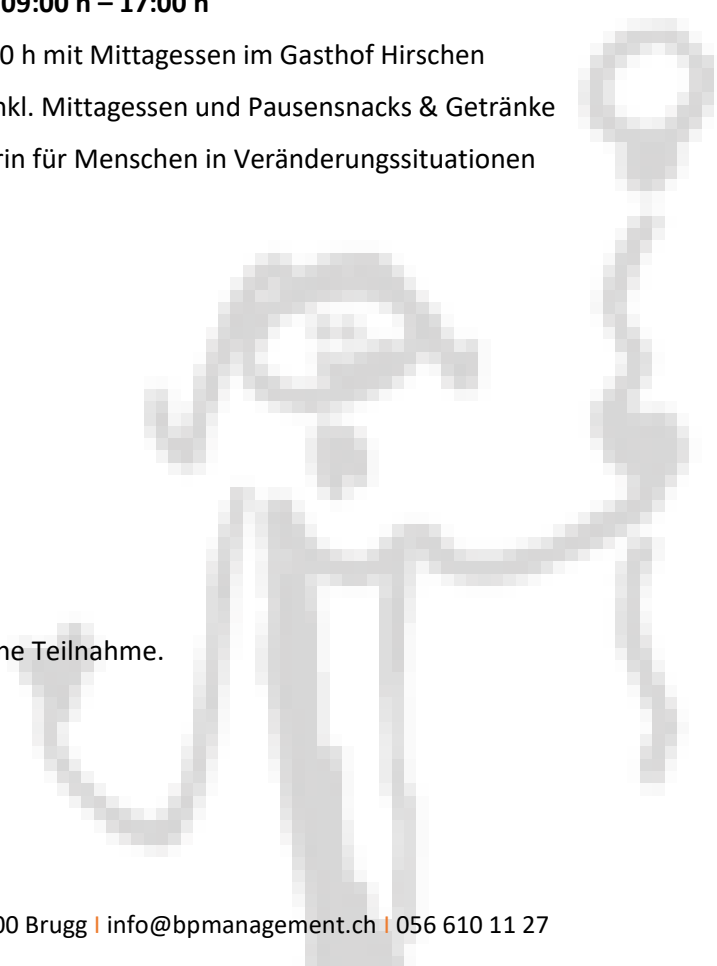 09:00 h – 17:00 h
0 h mit Mittagessen im Gasthof Hirschen
nkl. Mittagessen und Pausensnacks & Getränke
rin für Menschen in Veränderungssituationen
ne Teilnahme.
00 Brugg I info@bpmanagement.ch I 056 610 11 27